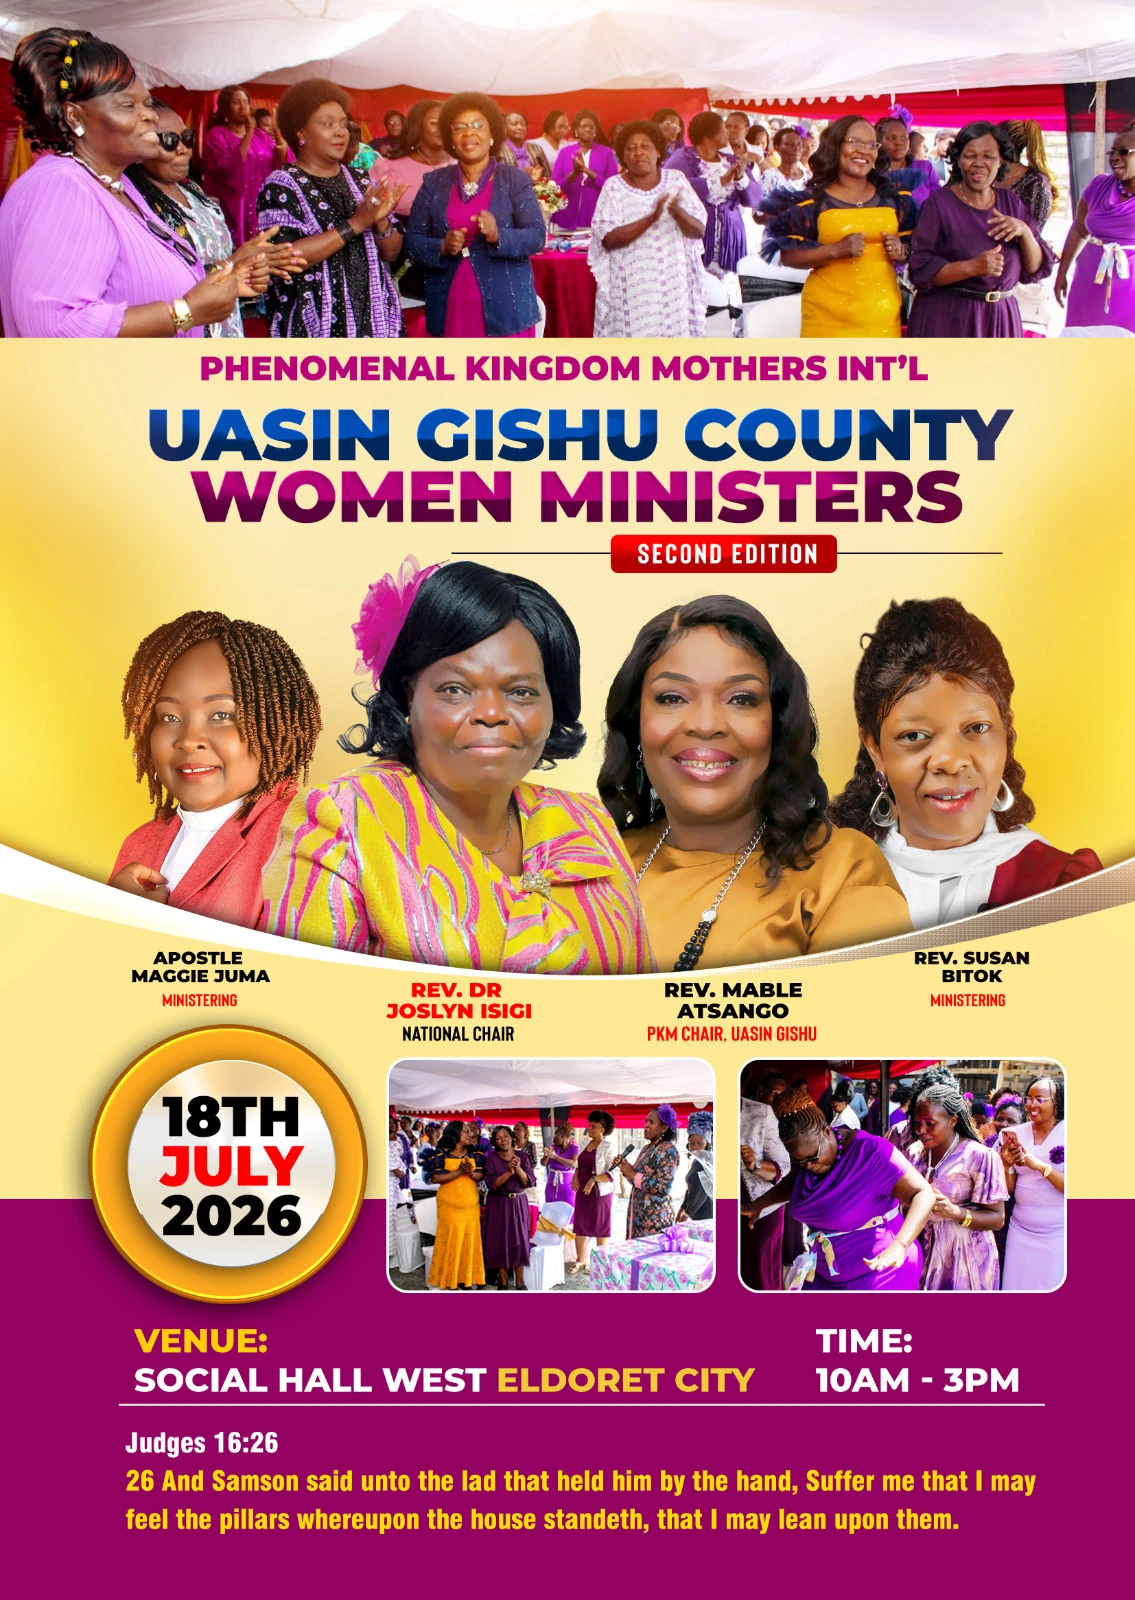 PHENOMENAL KINGDOM MOTHERS INT'L
UASIN GISHU COUNTY
WOMEN MINISTERS
SECOND EDITION
APOSTLE
MAGGIE JUMA
MINISTERING
REV. DR
JOSLYN ISIGI
NATIONAL CHAIR
REV. MABLE
ATSANGO
PKM CHAIR, UASIN GISHU
REV. SUSAN
BITOK
MINISTERING
18TH
JULY
2026
VENUE:
SOCIAL HALL WEST ELDORET CITY
TIME:
10AM - 3PM
Judges 16:26
26 And Samson said unto the lad that held him by the hand, Suffer me that I may
feel the pillars whereupon the house standeth, that I may lean upon them.